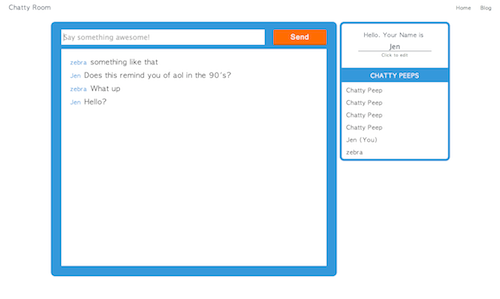 Chatty Room
Home Blog
Say something awesome!
Send
zebra something like that
Jen Does this remind you of aol in the 90's?
zebra What up
Jen Hello?
Hello. Your Name is
Jen
Click to edit
CHATTY PEEPS
Chatty Peep
Chatty Peep
Chatty Peep
Chatty Peep
Jen (You)
zebra